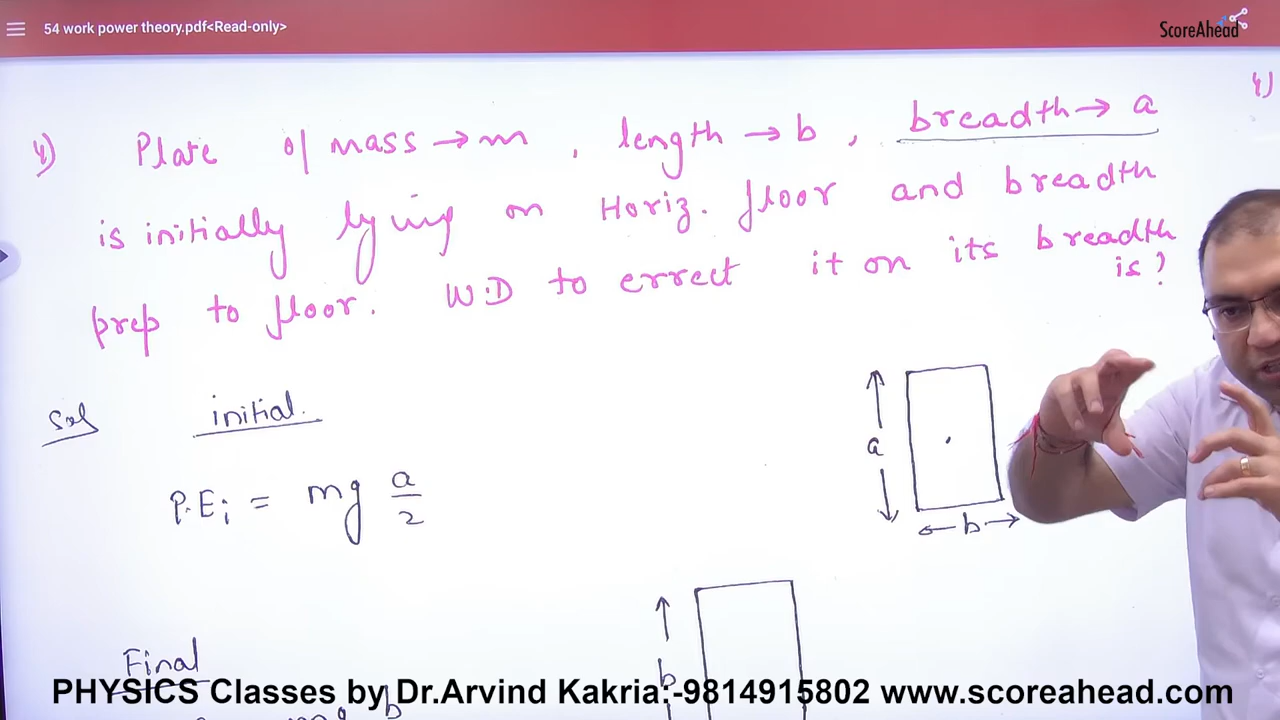 54 work power theory.pdf<Read-only>
ScoreAhead
4) Plate of mass → m , length → b , breadth → a
is initially lying on Horiz. floor and breadth
prep to floor. W.D to errect it on its breadth
is ?
4)
Sol initial.
P.Ei = mg a/2
a
b
Final
b
mg b
PHYSICS Classes by Dr.Arvind Kakria:-9814915802 www.scoreahead.com